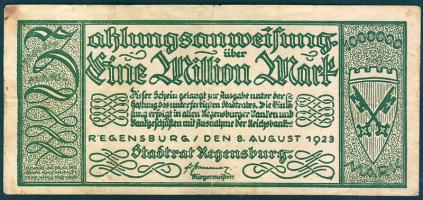 Zahlungsanweisung
über
Eine Million Mark
Dieser Schein gelangt zur Ausgabe unter der
Haftung des unterfertigten Stadtrates. Die Einlö-
sung erfolgt in allen Regensburger Banken und
Bankgeschäften mit Ausnahme der Reichsbank.
REGENSBURG / DEN 8. AUGUST 1923
Stadtrat Regensburg.
Bürgermeister.
1000000
MARK